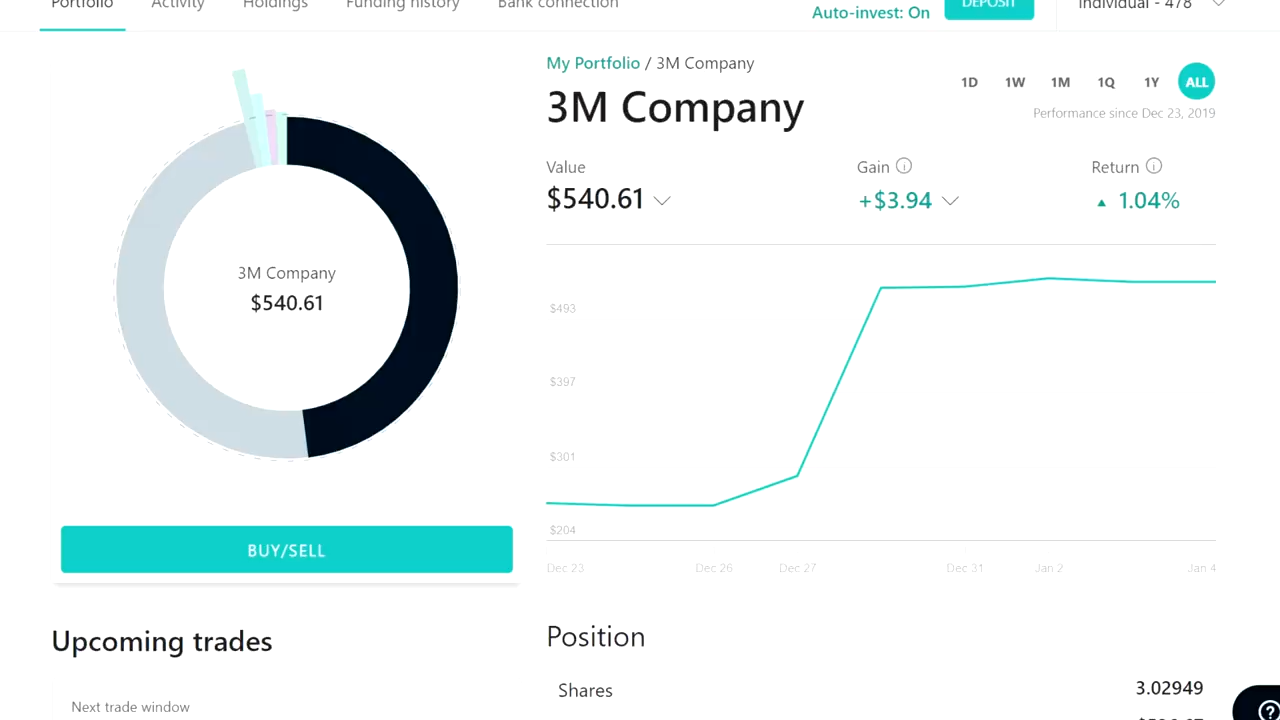 Portfolio Activity Holdings Funding history Bank connection
Auto-invest: On DEPOSIT Individual - 478
My Portfolio / 3M Company
3M Company
1D 1W 1M 1Q 1Y ALL
Performance since Dec 23, 2019
Value
$540.61
Gain
+$3.94
Return
1.04%
3M Company
$540.61
$493
$397
$301
$204
Dec 23 Dec 26 Dec 27 Dec 31 Jan 2 Jan 4
BUY/SELL
Upcoming trades
Next trade window
Position
Shares 3.02949